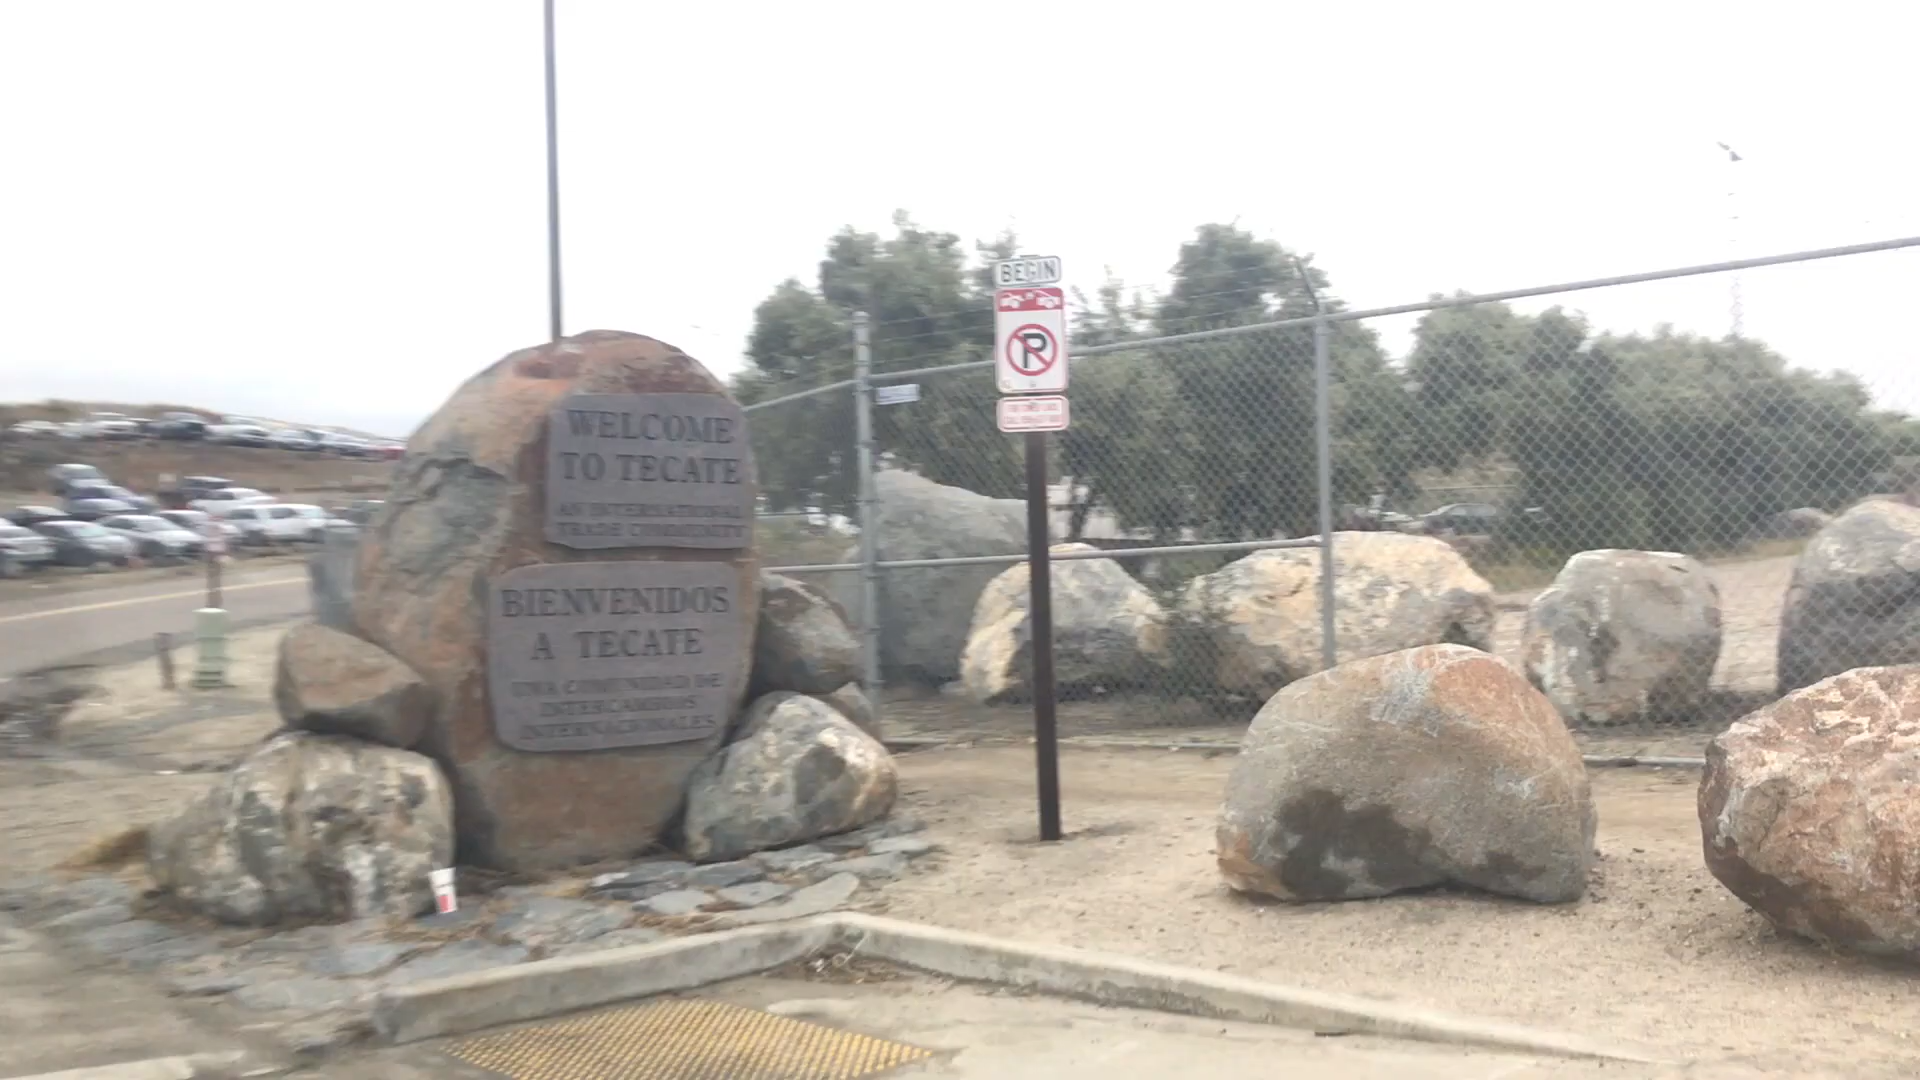 WELCOME
TO TECATE
AN INTERNATIONAL
TRADE COMMUNITY
BIENVENIDOS
A TECATE
UNA COMUNIDAD DE
INTERCAMBIOS
INTERNACIONALES
BEGIN
P